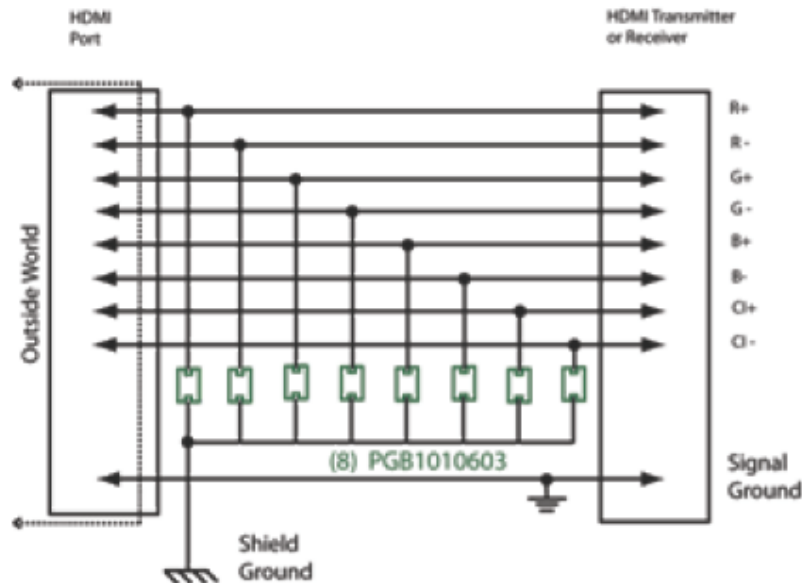 HDMI
Port
HDMI Transmitter
or Receiver
R+
R -
G+
G -
B+
B-
Cl+
Cl -
Outside World
(8) PGB1010603
Signal
Ground
Shield
Ground